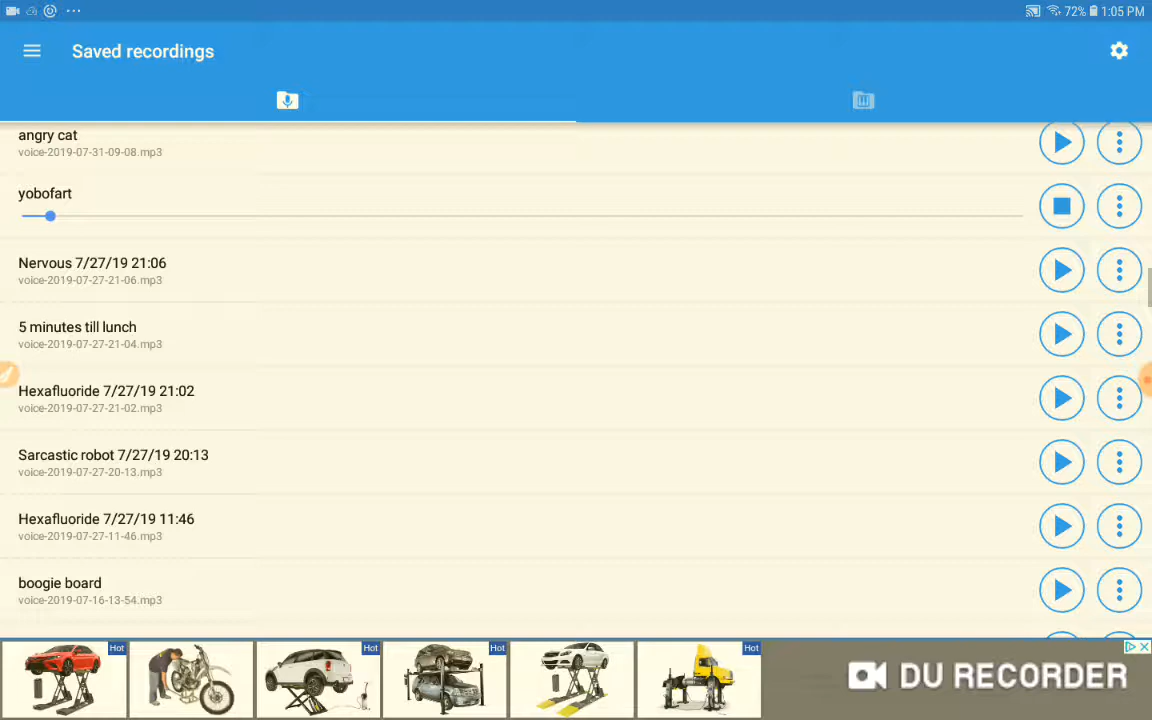 72% 1:05 PM
Saved recordings
angry cat
voice-2019-07-31-09-08.mp3
yobofart
Nervous 7/27/19 21:06
voice-2019-07-27-21-06.mp3
5 minutes till lunch
voice-2019-07-27-21-04.mp3
Hexafluoride 7/27/19 21:02
voice-2019-07-27-21-02.mp3
Sarcastic robot 7/27/19 20:13
voice-2019-07-27-20-13.mp3
Hexafluoride 7/27/19 11:46
voice-2019-07-27-11-46.mp3
boogie board
voice-2019-07-16-13-54.mp3
Hot Hot Hot Hot
DU RECORDER